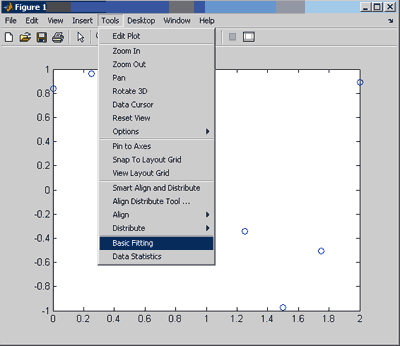 Figure 1
File Edit View Insert Tools Desktop Window Help
Edit Plot
Zoom In
Zoom Out
Pan
Rotate 3D
Data Cursor
Reset View
Options
Pin to Axes
Snap To Layout Grid
View Layout Grid
Smart Align and Distribute
Align Distribute Tool ...
Align
Distribute
Basic Fitting
Data Statistics
1
0.8
0.6
0.4
0.2
0
-0.2
-0.4
-0.6
-0.8
-1
0 0.2 0.4 0.6 0.8 1 1.2 1.4 1.6 1.8 2